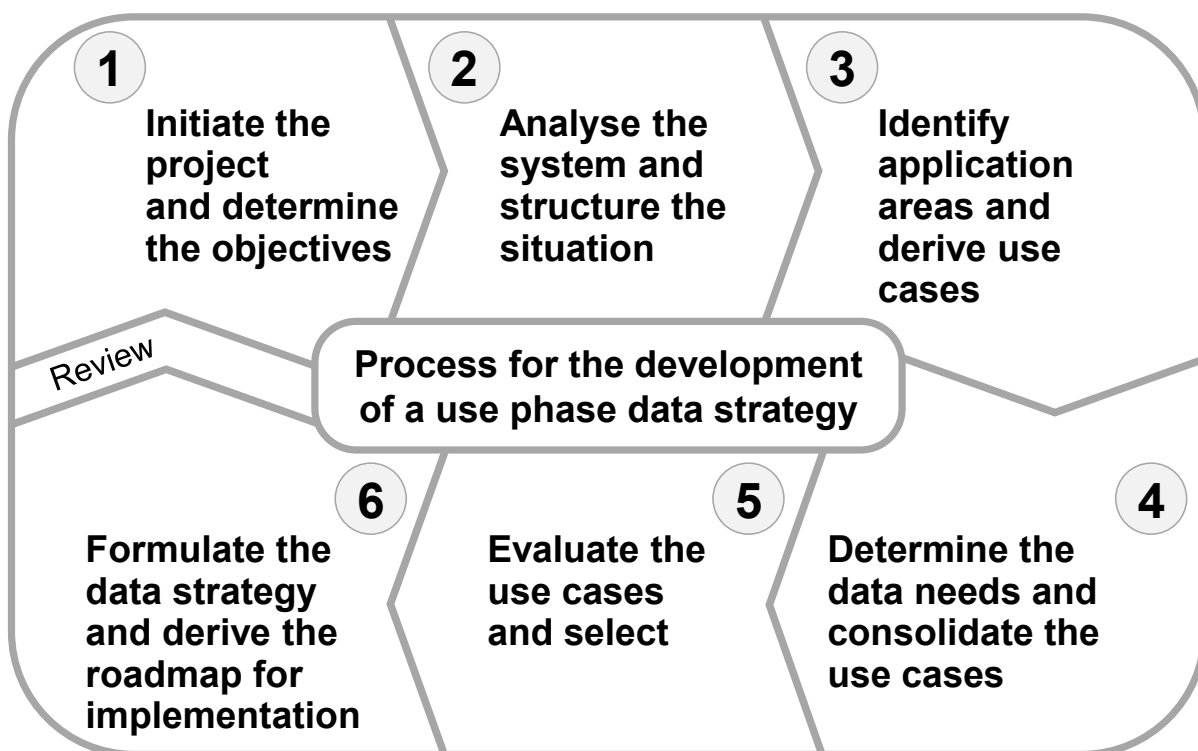 1
Initiate the
project
and determine
the objectives
2
Analyse the
system and
structure the
situation
3
Identify
application
areas and
derive use
cases
Review
Process for the development
of a use phase data strategy
4
Determine the
data needs and
consolidate the
use cases
5
Evaluate the
use cases
and select
6
Formulate the
data strategy
and derive the
roadmap for
implementation